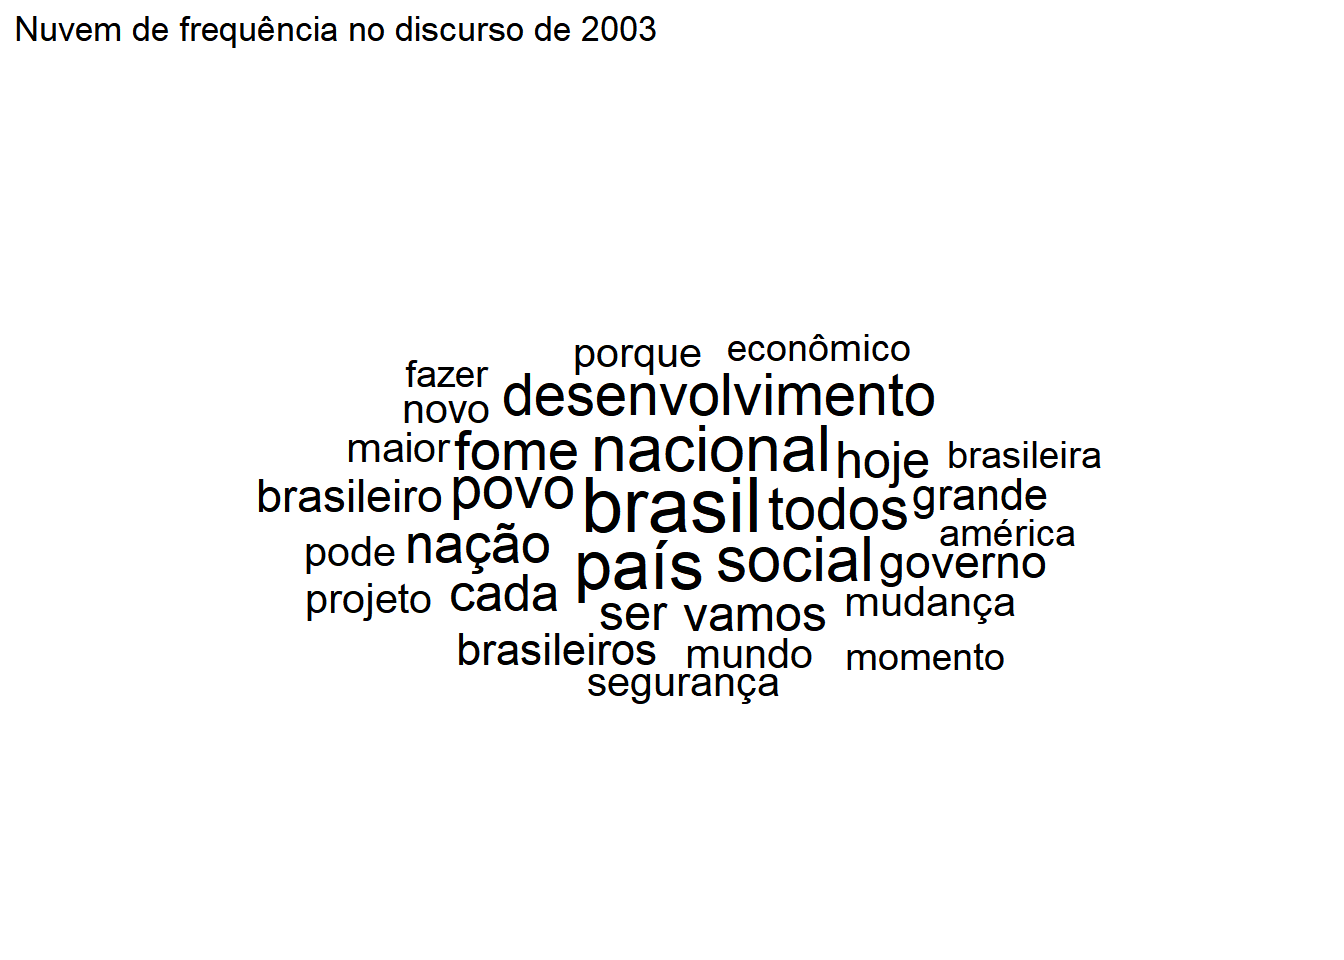 Nuvem de frequência no discurso de 2003
porque econômico
fazer desenvolvimento
novo
maior fome nacional hoje brasileira
brasileiro povo brasil todos grande
pode nação país social governo américa
projeto cada ser vamos mudança
brasileiros mundo momento
segurança